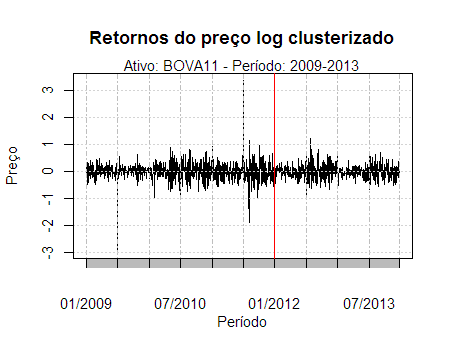 Retornos do preço log clusterizado
Ativo: BOVA11 - Período: 2009-2013
Preço
3
2
1
0
-1
-2
-3
01/2009 07/2010 01/2012 07/2013
Período